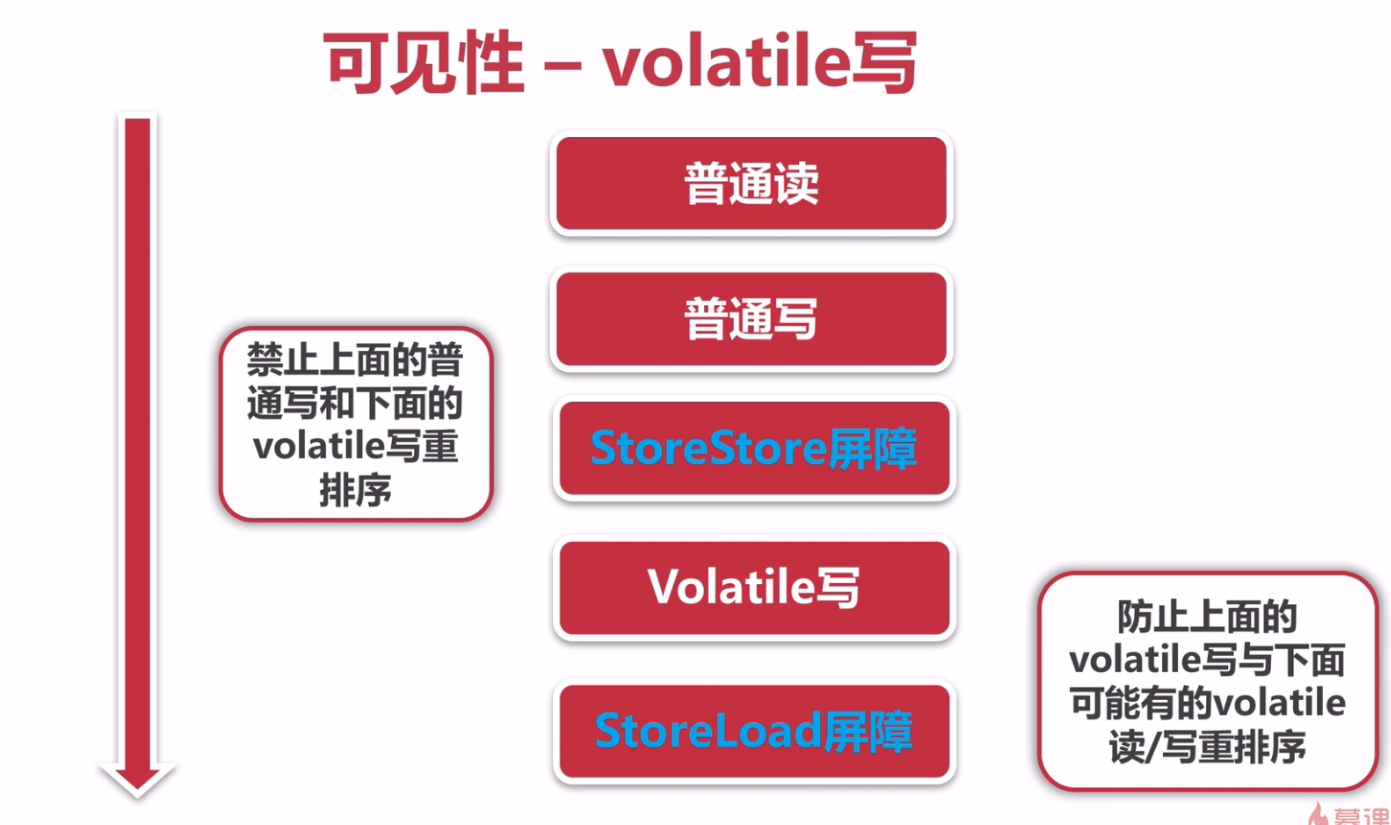 可见性 – volatile写
普通读
普通写
禁止上面的普
通写和下面的
volatile写重
排序
StoreStore屏障
Volatile写
StoreLoad屏障
防止上面的
volatile写与下面
可能有的volatile
读/写重排序
慕课